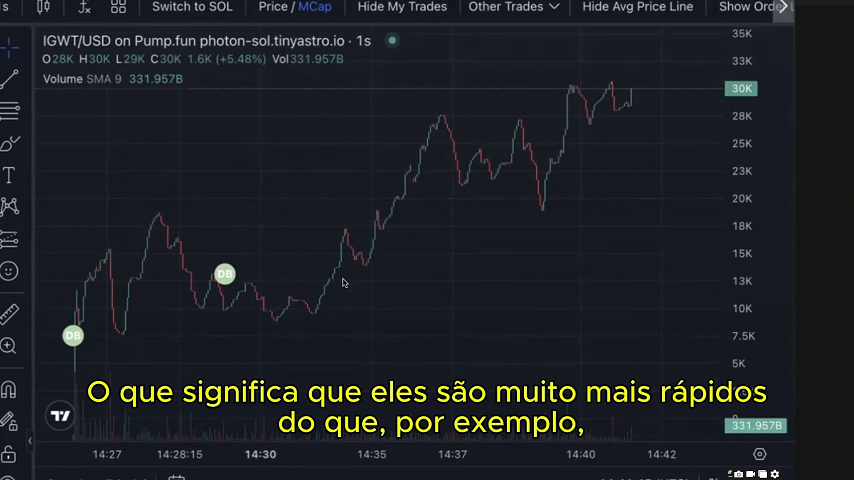 Switch to SOL Price / MCap Hide My Trades Other Trades Hide Avg Price Line Show
IGWT/USD on Pump.fun photon-sol.tinyastro.io · 1s
O28K H30K L29K C30K 1.6K (+5.48%) Vol331.957B
Volume SMA 9 331.957B
35K
33K
30K
28K
25K
23K
20K
18K
15K
DB
13K
10K
DB
7.5K
5K
O que significa que eles são muito mais rápidos
do que, por exemplo,
331.957B
14:27 14:28:15 14:30 14:35 14:37 14:40 14:42